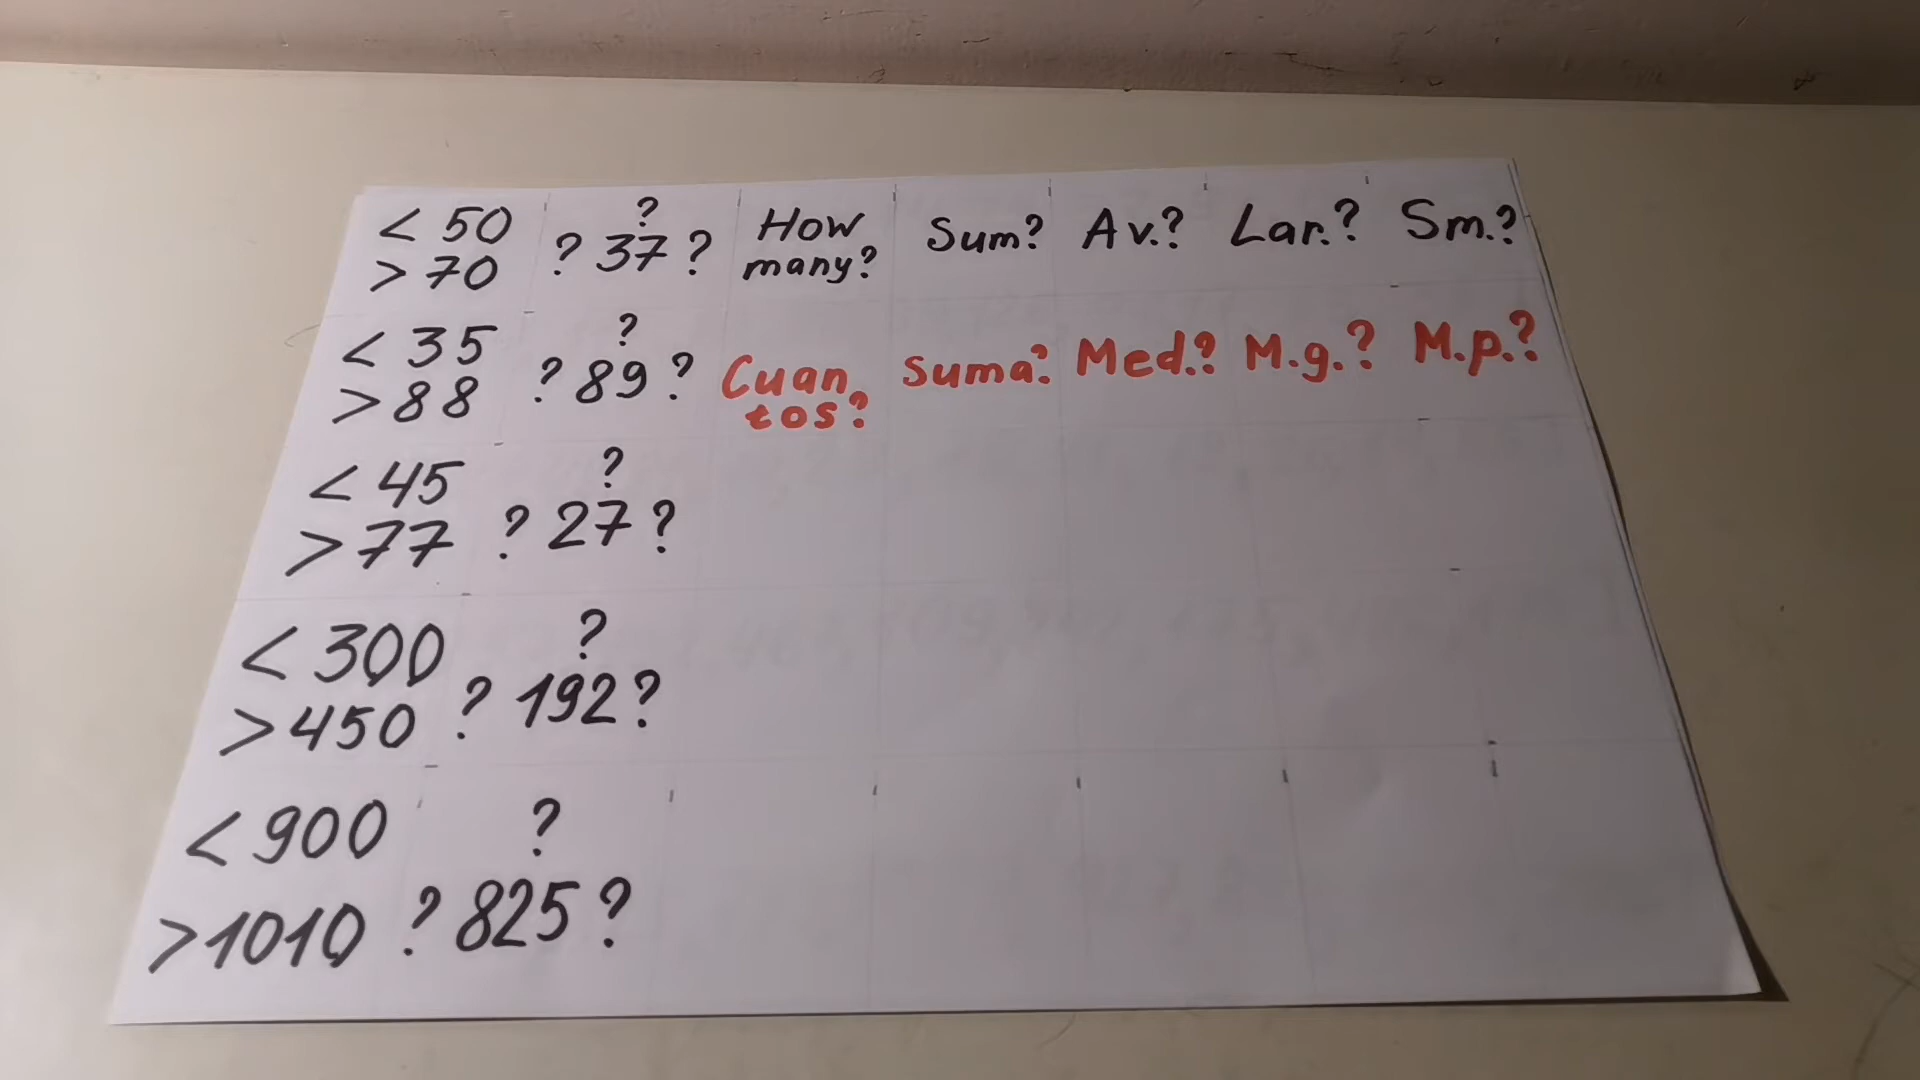 < 50
> 70
?
? 37 ?
How
many?
Sum?
Av.?
Lar.?
Sm.?
< 35
> 88
?
? 89 ?
Cuan.
tos?
Suma?
Med.?
M.g.?
M.p.?
< 45
> 77
?
? 27 ?
< 300
> 450
?
? 192 ?
< 900
> 1010
?
? 825 ?